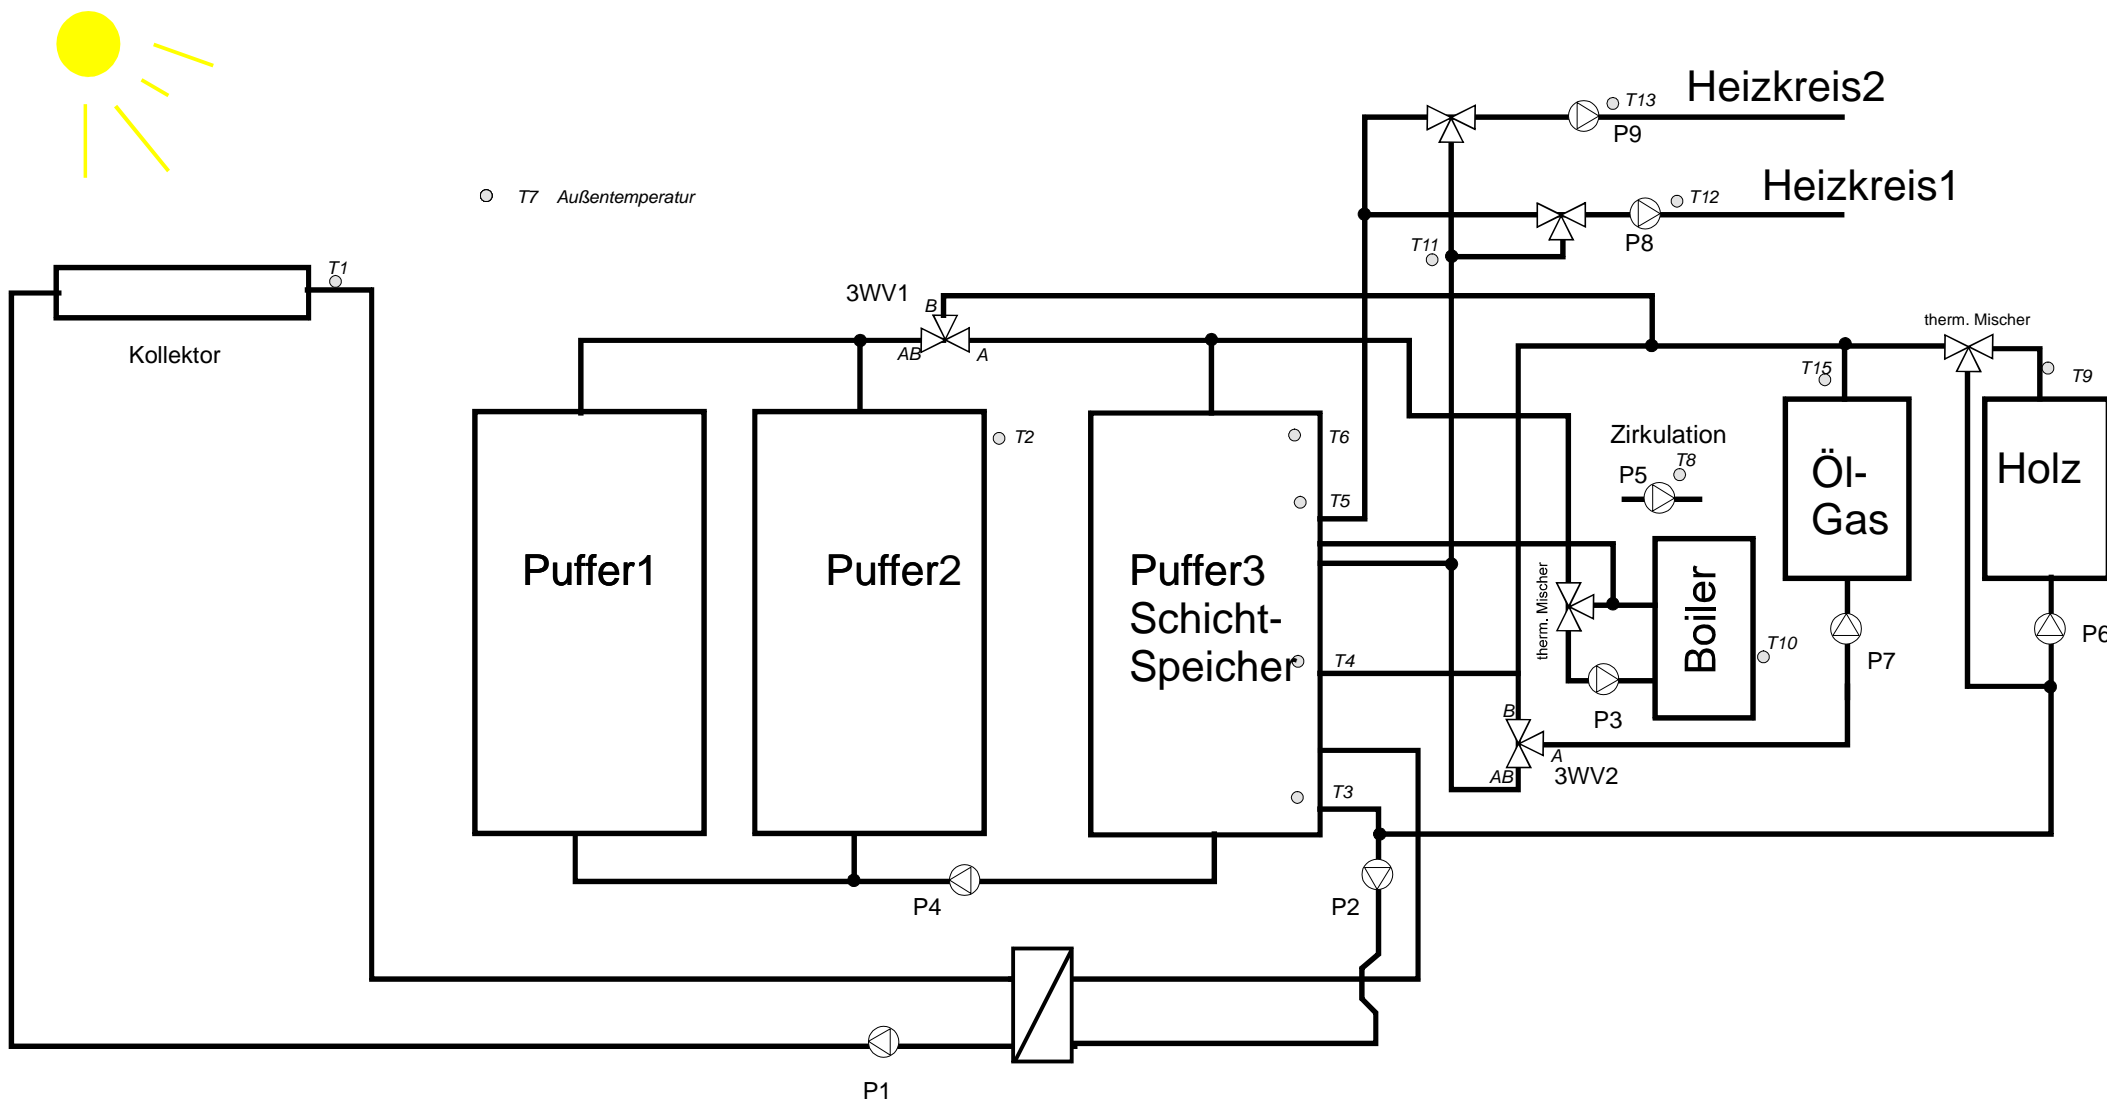 Heizkreis2
T13
P9
T7 Außentemperatur
Heizkreis1
T12
P8
T11
T1
3WV1
B
AB
A
Kollektor
therm. Mischer
T15
T9
T2
T6
Zirkulation
T8
P5
Öl-
Gas
Holz
T5
Puffer1
Puffer2
Puffer3
Schicht-
Speicher
therm. Mischer
Boiler
T10
P7
P6
T4
P3
B
A
AB
3WV2
T3
P4
P2
P1